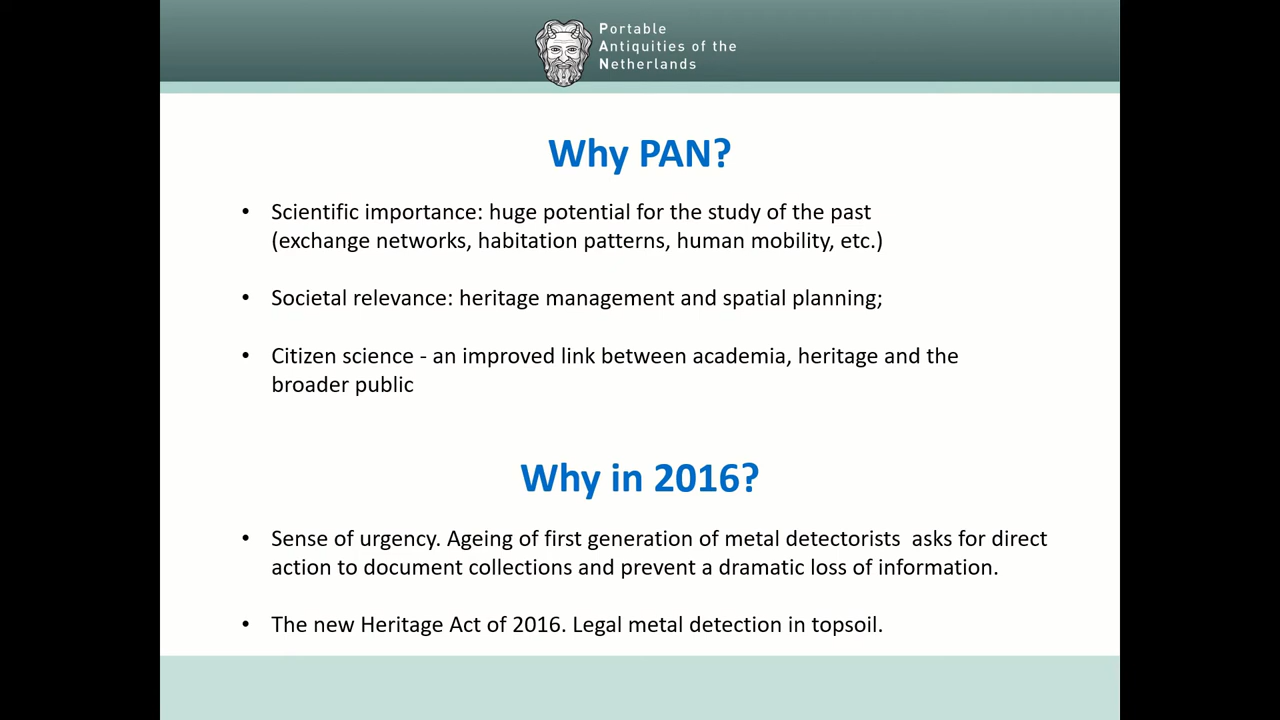 Portable
Antiquities of the
Netherlands
Why PAN?
• Scientific importance: huge potential for the study of the past
(exchange networks, habitation patterns, human mobility, etc.)
• Societal relevance: heritage management and spatial planning;
• Citizen science - an improved link between academia, heritage and the
broader public
Why in 2016?
• Sense of urgency. Ageing of first generation of metal detectorists  asks for direct
action to document collections and prevent a dramatic loss of information.
• The new Heritage Act of 2016. Legal metal detection in topsoil.